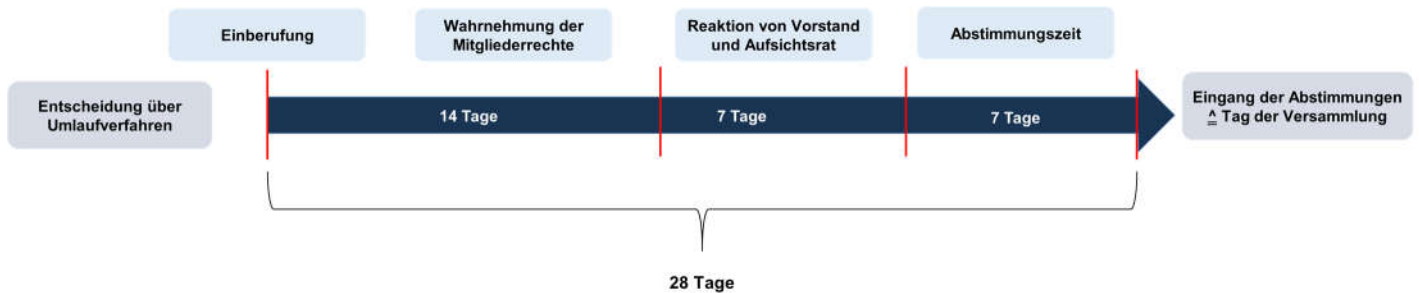 Einberufung
Wahrnehmung der
Mitgliederrechte
Reaktion von Vorstand
und Aufsichtsrat
Abstimmungszeit
Entscheidung über
Umlaufverfahren
14 Tage
7 Tage
7 Tage
Eingang der Abstimmungen
≙ Tag der Versammlung
28 Tage